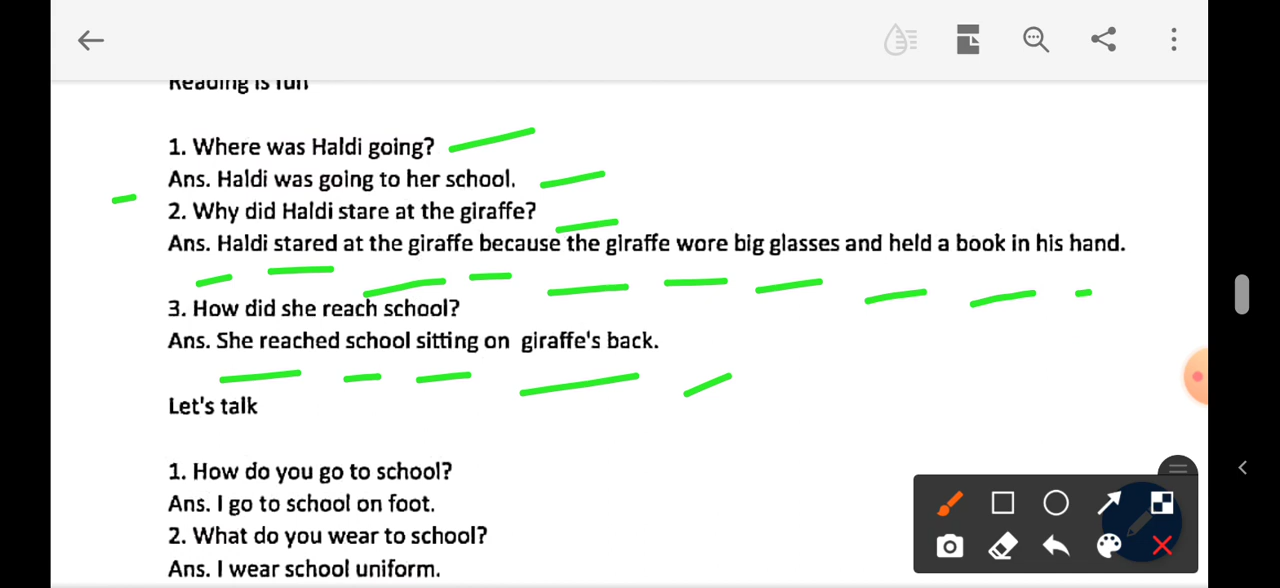 Reading is fun
1. Where was Haldi going?
Ans. Haldi was going to her school.
2. Why did Haldi stare at the giraffe?
Ans. Haldi stared at the giraffe because the giraffe wore big glasses and held a book in his hand.
3. How did she reach school?
Ans. She reached school sitting on giraffe's back.
Let's talk
1. How do you go to school?
Ans. I go to school on foot.
2. What do you wear to school?
Ans. I wear school uniform.